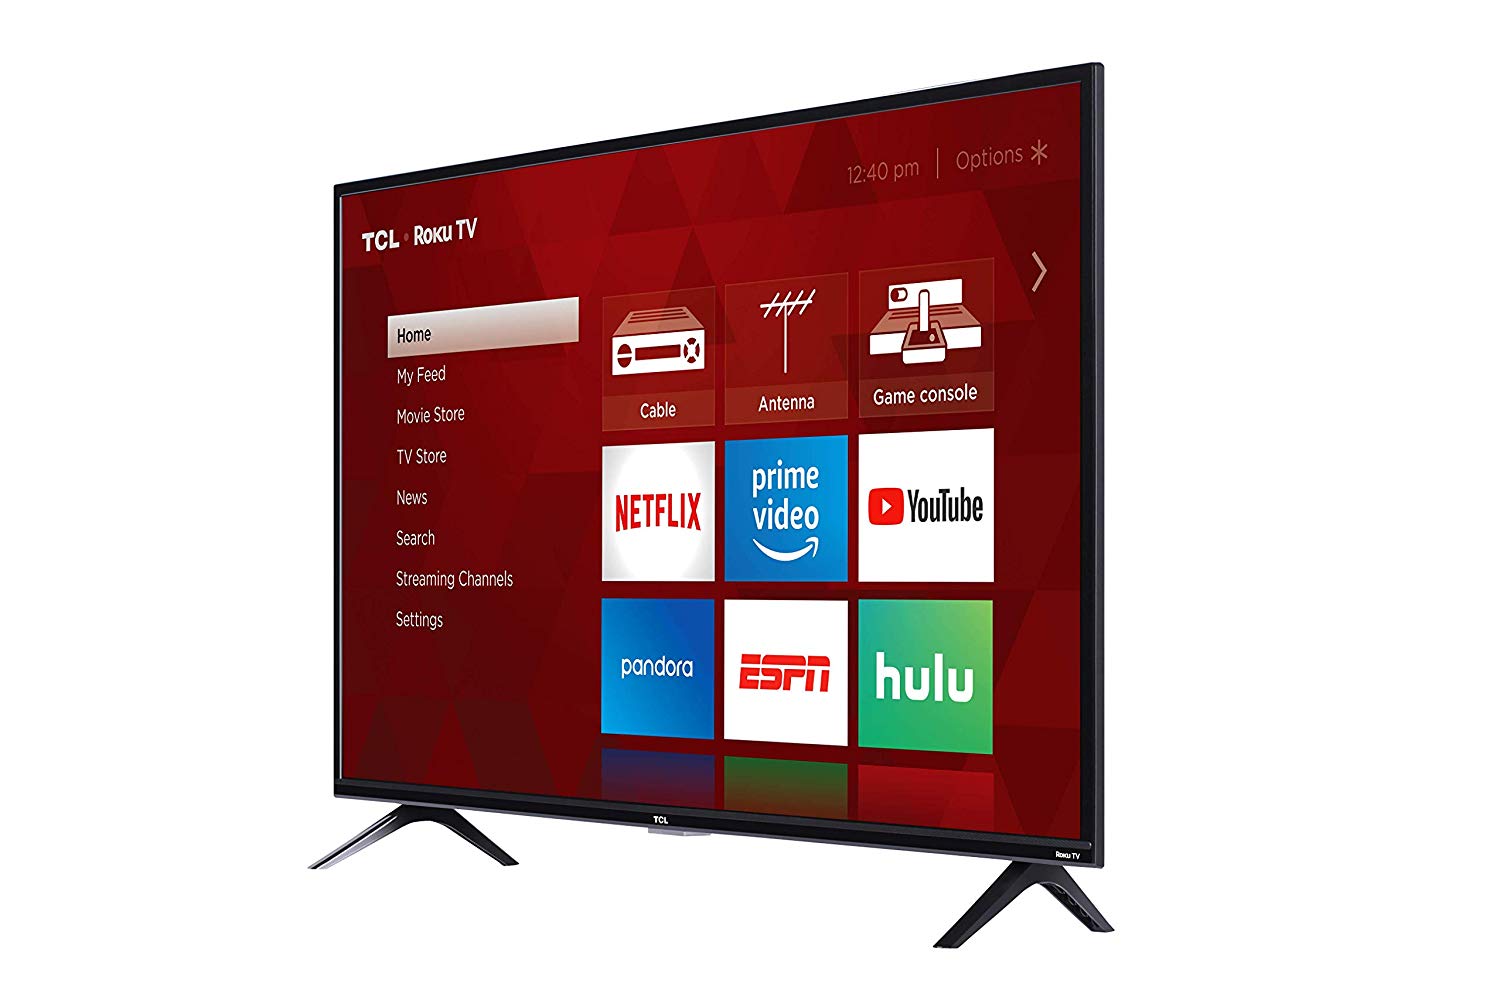 12:40 pm | Options *
TCL • Roku TV
Home
My Feed
Movie Store
TV Store
News
Search
Streaming Channels
Settings
Cable
Antenna
Game console
NETFLIX
prime
video
YouTube
pandora
ESPN
hulu
TCL
Roku TV